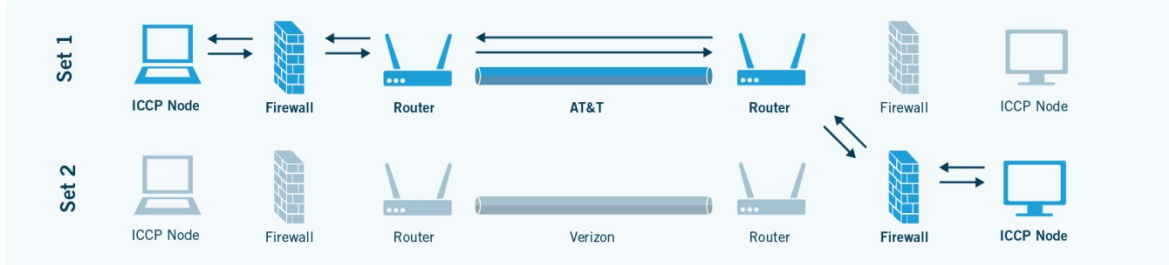 Set 1
ICCP Node
Firewall
Router
AT&T
Router
Firewall
ICCP Node
Set 2
ICCP Node
Firewall
Router
Verizon
Router
Firewall
ICCP Node